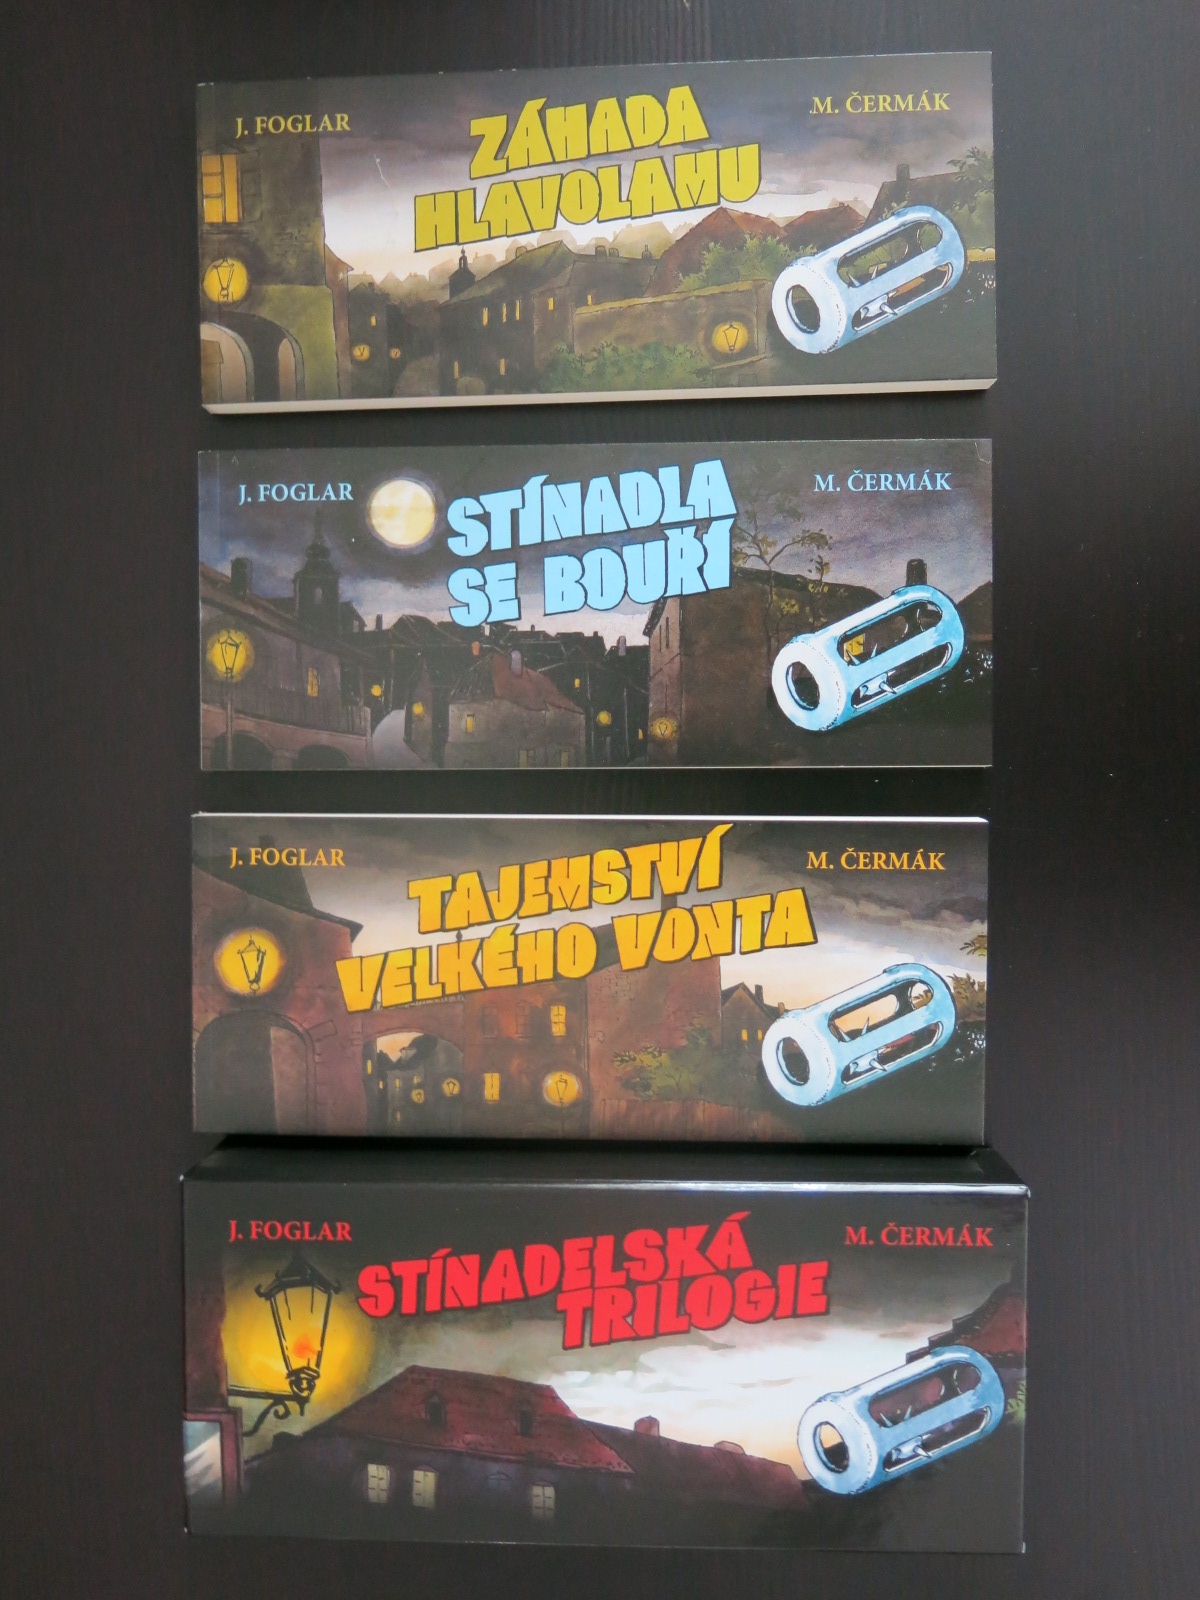 J. FOGLAR
M. ČERMÁK
ZÁHADA
HLAVOLAMU
J. FOGLAR
M. ČERMÁK
STÍNADLA
SE BOUŘÍ
J. FOGLAR
M. ČERMÁK
TAJEMSTVÍ
VELKÉHO VONTA
J. FOGLAR
M. ČERMÁK
STÍNADELSKÁ
TRILOGIE